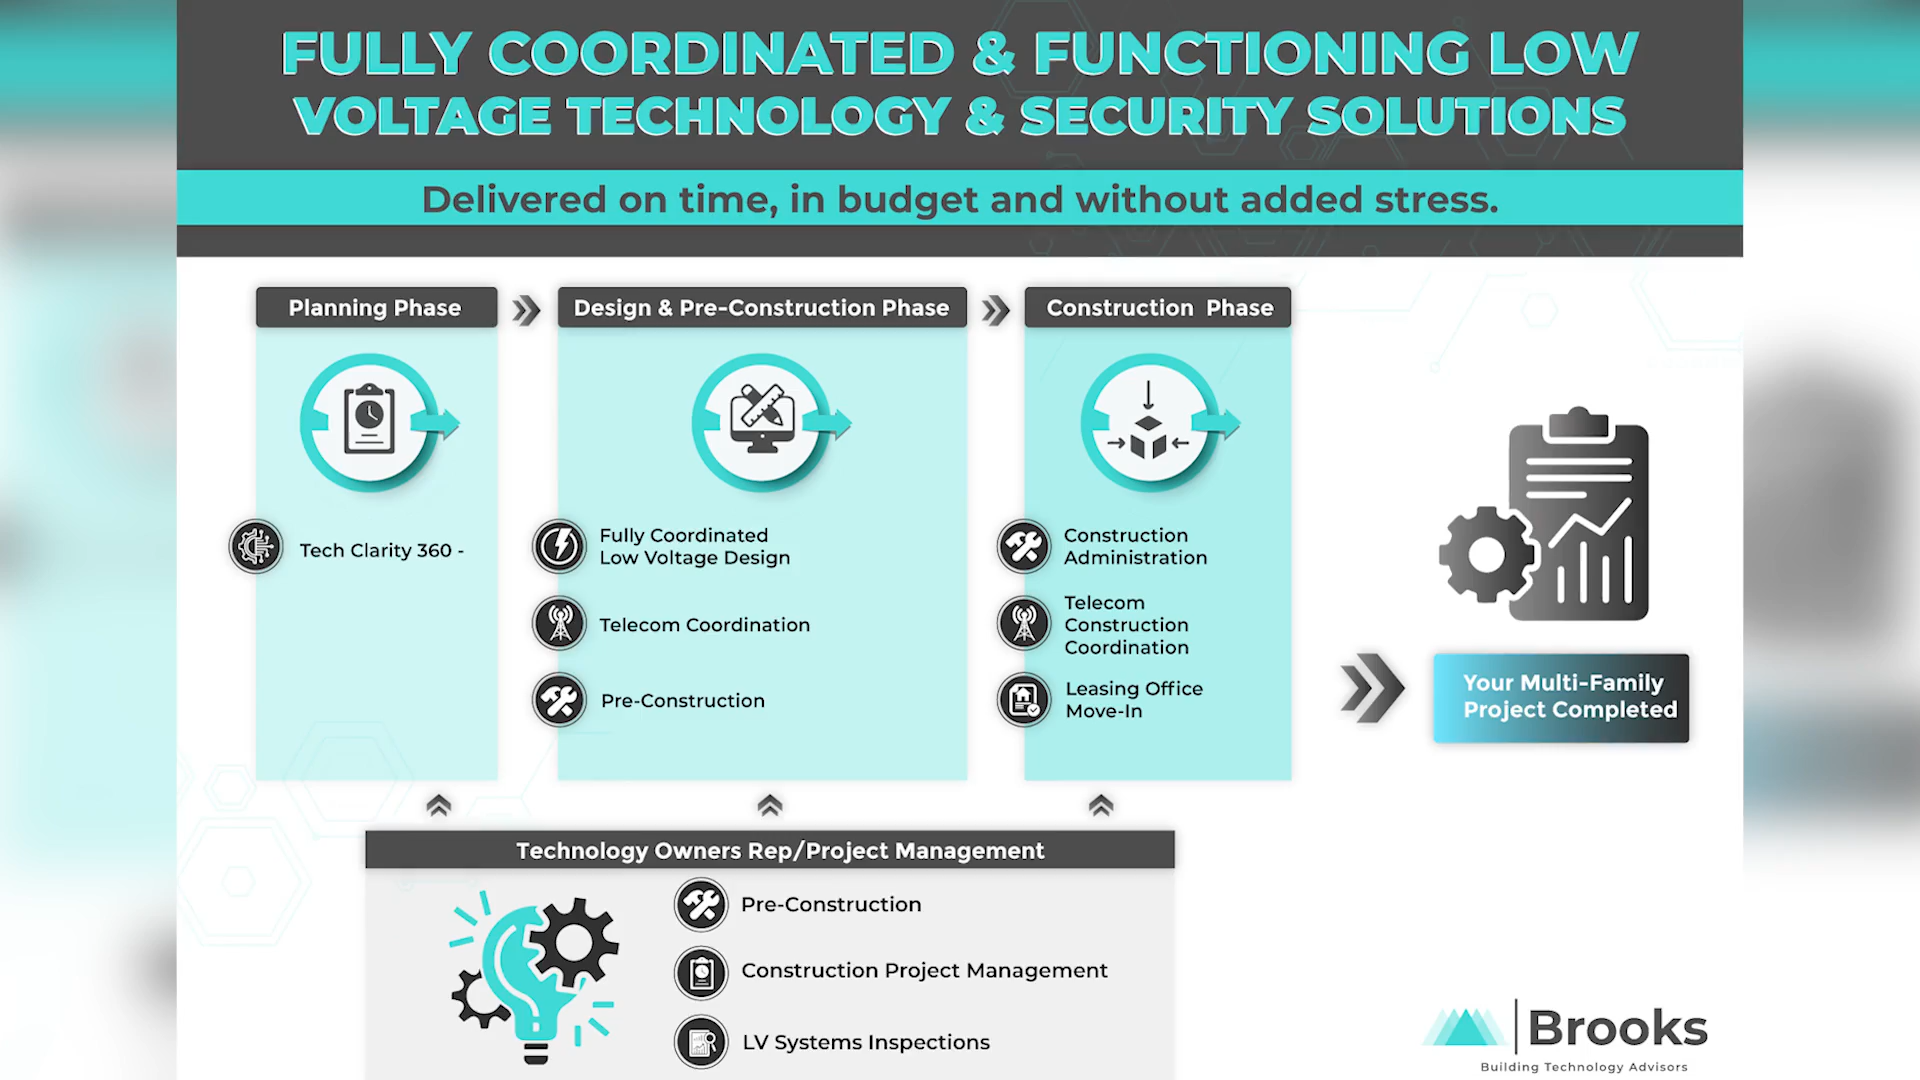 FULLY COORDINATED & FUNCTIONING LOW
VOLTAGE TECHNOLOGY & SECURITY SOLUTIONS
Delivered on time, in budget and without added stress.
Planning Phase
Tech Clarity 360 -
Design & Pre-Construction Phase
Fully Coordinated
Low Voltage Design
Telecom Coordination
Pre-Construction
Construction Phase
Construction
Administration
Telecom
Construction
Coordination
Leasing Office
Move-In
Your Multi-Family
Project Completed
Technology Owners Rep/Project Management
Pre-Construction
Construction Project Management
LV Systems Inspections
Brooks
Building Technology Advisors